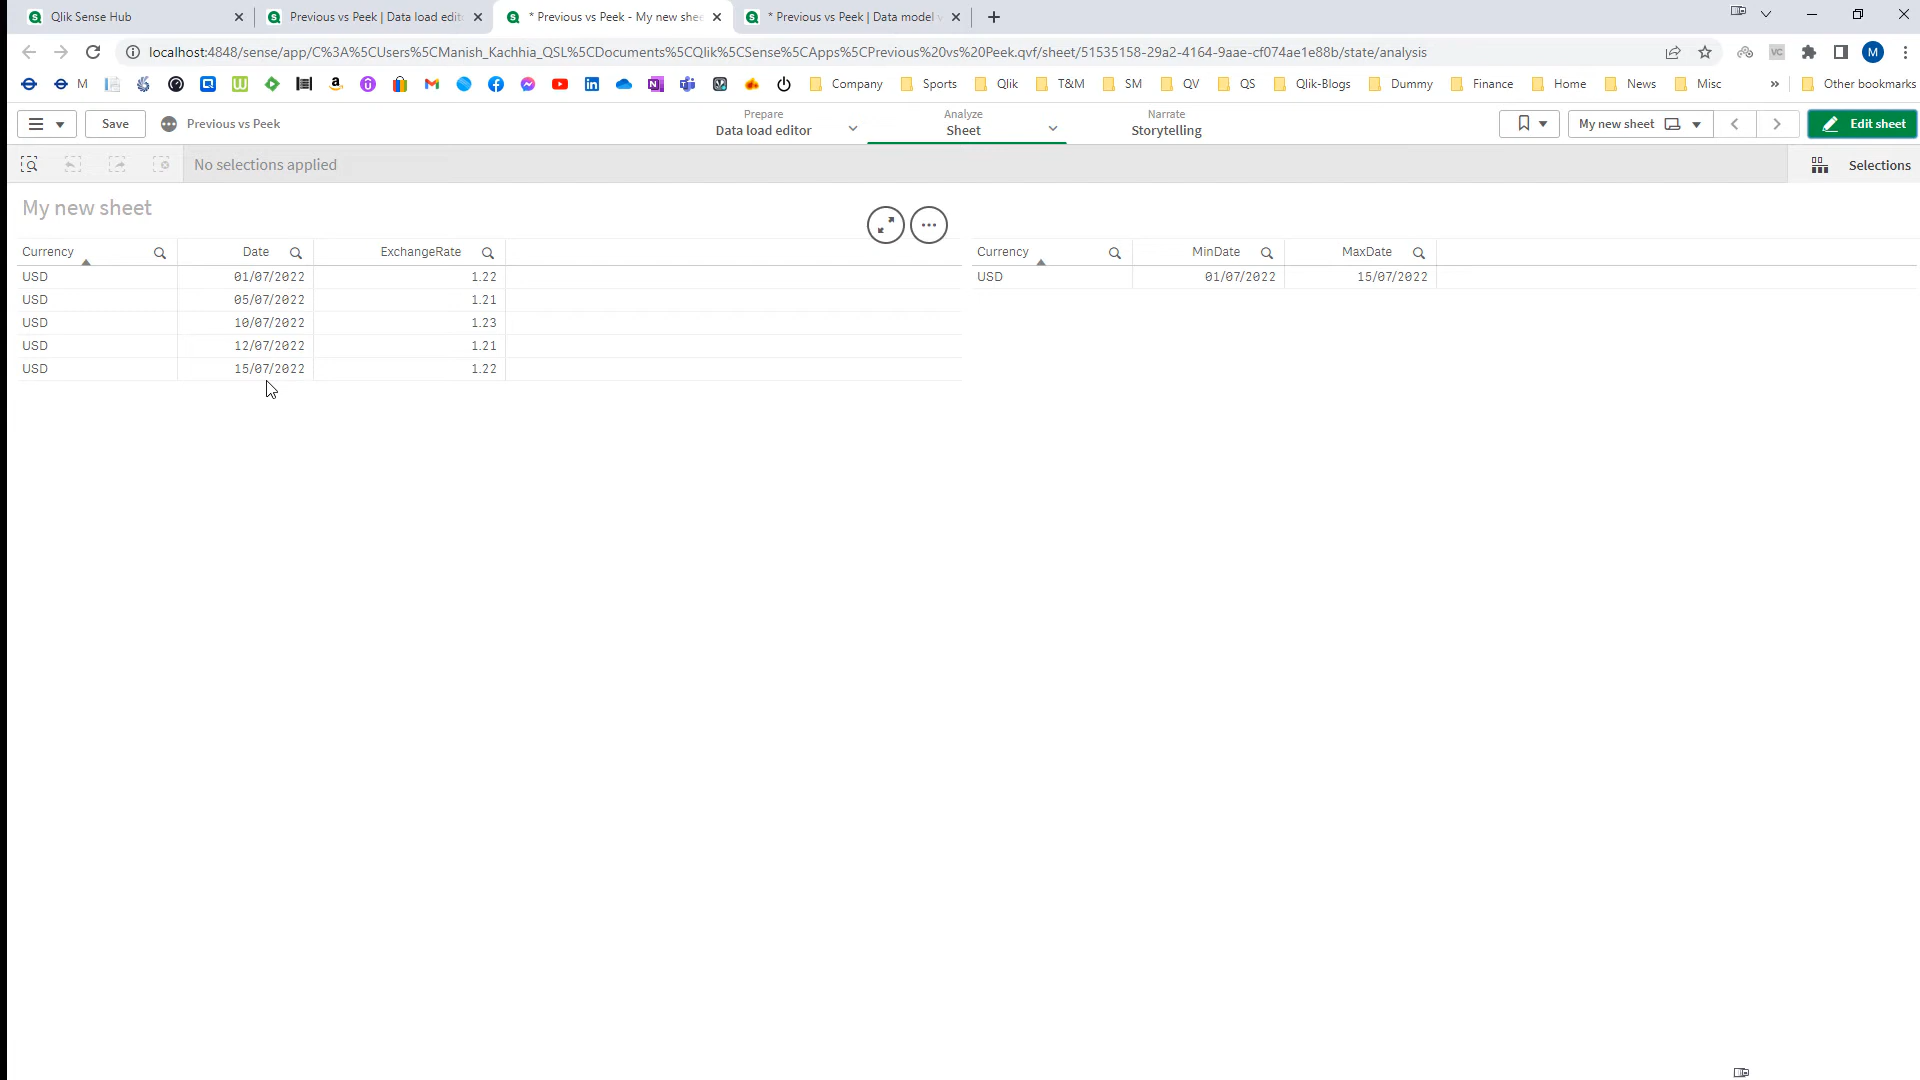 Qlik Sense Hub
Previous vs Peek | Data load edit
* Previous vs Peek - My new shee
* Previous vs Peek | Data model v
localhost:4848/sense/app/C%3A%5CUsers%5CManish_Kachhia_QSL%5CDocuments%5CQlik%5CSense%5CApps%5CPrevious%20vs%20Peek.qvf/sheet/51535158-29a2-4164-9aae-cf074ae1e88b/state/analysis
VC
M
M
Company
Sports
Qlik
T&M
SM
QV
QS
Qlik-Blogs
Dummy
Finance
Home
News
Misc
»
Other bookmarks
Save
Previous vs Peek
Prepare
Data load editor
Analyze
Sheet
Narrate
Storytelling
My new sheet
Edit sheet
No selections applied
Selections
My new sheet
Currency Date ExchangeRate
USD 01/07/2022 1.22
USD 05/07/2022 1.21
USD 10/07/2022 1.23
USD 12/07/2022 1.21
USD 15/07/2022 1.22
Currency MinDate MaxDate
USD 01/07/2022 15/07/2022